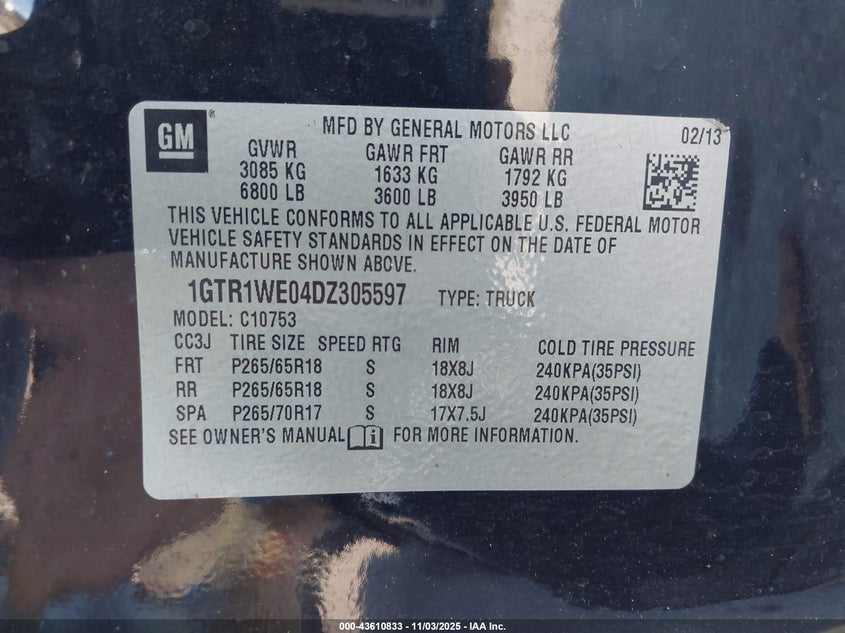 GM ®
MFD BY GENERAL MOTORS LLC 02/13
GVWR GAWR FRT GAWR RR
3085 KG 1633 KG 1792 KG
6800 LB 3600 LB 3950 LB
THIS VEHICLE CONFORMS TO ALL APPLICABLE U.S. FEDERAL MOTOR
VEHICLE SAFETY STANDARDS IN EFFECT ON THE DATE OF
MANUFACTURE SHOWN ABOVE.
1GTR1WE04DZ305597 TYPE: TRUCK
MODEL: C10753
CC3J TIRE SIZE SPEED RTG RIM COLD TIRE PRESSURE
FRT P265/65R18 S 18X8J 240KPA(35PSI)
RR P265/65R18 S 18X8J 240KPA(35PSI)
SPA P265/70R17 S 17X7.5J 240KPA(35PSI)
SEE OWNER'S MANUAL FOR MORE INFORMATION.
000-43610833 - 11/03/2025 - IAA Inc.